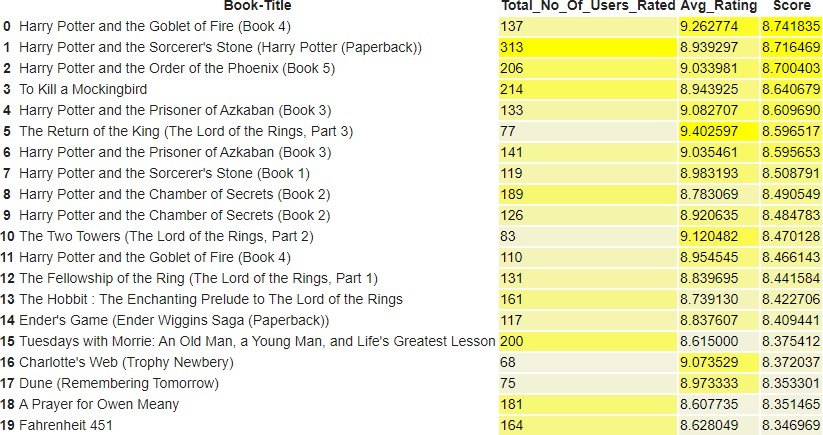 Book-Title Total_No_Of_Users_Rated Avg_Rating Score
0 Harry Potter and the Goblet of Fire (Book 4) 137 9.262774 8.741835
1 Harry Potter and the Sorcerer's Stone (Harry Potter (Paperback)) 313 8.939297 8.716469
2 Harry Potter and the Order of the Phoenix (Book 5) 206 9.033981 8.700403
3 To Kill a Mockingbird 214 8.943925 8.640679
4 Harry Potter and the Prisoner of Azkaban (Book 3) 133 9.082707 8.609690
5 The Return of the King (The Lord of the Rings, Part 3) 77 9.402597 8.596517
6 Harry Potter and the Prisoner of Azkaban (Book 3) 141 9.035461 8.595653
7 Harry Potter and the Sorcerer's Stone (Book 1) 119 8.983193 8.508791
8 Harry Potter and the Chamber of Secrets (Book 2) 189 8.783069 8.490549
9 Harry Potter and the Chamber of Secrets (Book 2) 126 8.920635 8.484783
10 The Two Towers (The Lord of the Rings, Part 2) 83 9.120482 8.470128
11 Harry Potter and the Goblet of Fire (Book 4) 110 8.954545 8.466143
12 The Fellowship of the Ring (The Lord of the Rings, Part 1) 131 8.839695 8.441584
13 The Hobbit : The Enchanting Prelude to The Lord of the Rings 161 8.739130 8.422706
14 Ender's Game (Ender Wiggins Saga (Paperback)) 117 8.837607 8.409441
15 Tuesdays with Morrie: An Old Man, a Young Man, and Life's Greatest Lesson 200 8.615000 8.375412
16 Charlotte's Web (Trophy Newbery) 68 9.073529 8.372037
17 Dune (Remembering Tomorrow) 75 8.973333 8.353301
18 A Prayer for Owen Meany 181 8.607735 8.351465
19 Fahrenheit 451 164 8.628049 8.346969